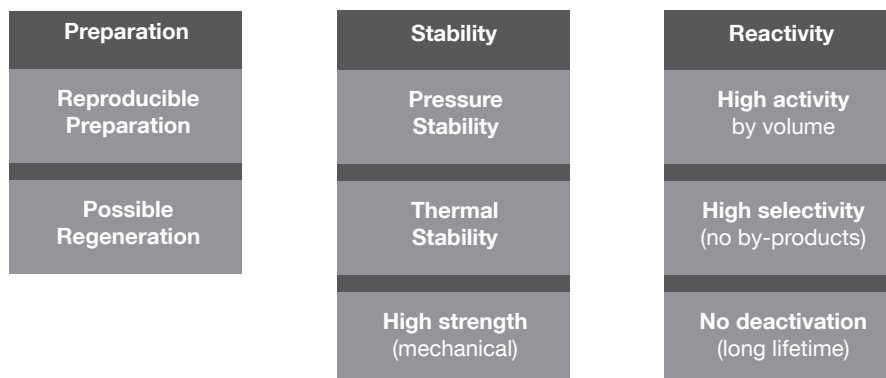 Preparation
Reproducible
Preparation
Possible
Regeneration
Stability
Pressure
Stability
Thermal
Stability
High strength
(mechanical)
Reactivity
High activity
by volume
High selectivity
(no by-products)
No deactivation
(long lifetime)